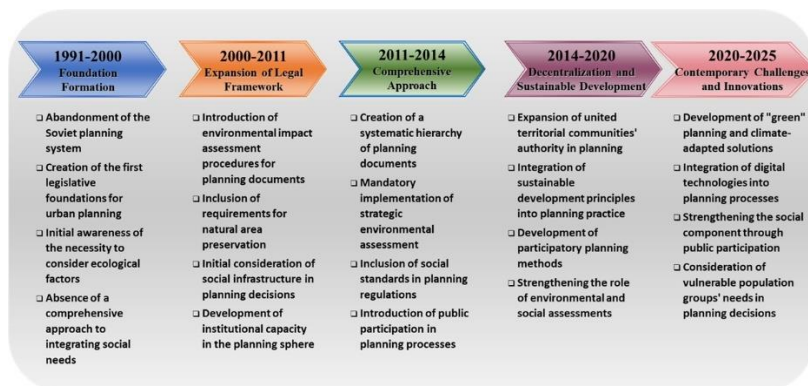 1991-2000
Foundation
Formation
❑ Abandonment of the
Soviet planning
system
❑ Creation of the first
legislative
foundations for
urban planning
❑ Initial awareness of
the necessity to
consider ecological
factors
❑ Absence of a
comprehensive
approach to
integrating social
needs
2000-2011
Expansion of Legal
Framework
❑ Introduction of
environmental impact
assessment
procedures for
planning documents
❑ Inclusion of
requirements for
natural area
preservation
❑ Initial consideration of
social infrastructure in
planning decisions
❑ Development of
institutional capacity
in the planning sphere
2011-2014
Comprehensive
Approach
❑ Creation of a
systematic hierarchy
of planning
documents
❑ Mandatory
implementation of
strategic
environmental
assessment
❑ Inclusion of social
standards in planning
regulations
❑ Introduction of public
participation in
planning processes
2014-2020
Decentralization and
Sustainable Development
❑ Expansion of united
territorial communities'
authority in planning
❑ Integration of
sustainable
development principles
into planning practice
❑ Development of
participatory planning
methods
❑ Strengthening the role
of environmental and
social assessments
2020-2025
Contemporary Challenges
and Innovations
❑ Development of "green"
planning and climate-
adapted solutions
❑ Integration of digital
technologies into
planning processes
❑ Strengthening the social
component through
public participation
❑ Consideration of
vulnerable population
groups' needs in
planning decisions